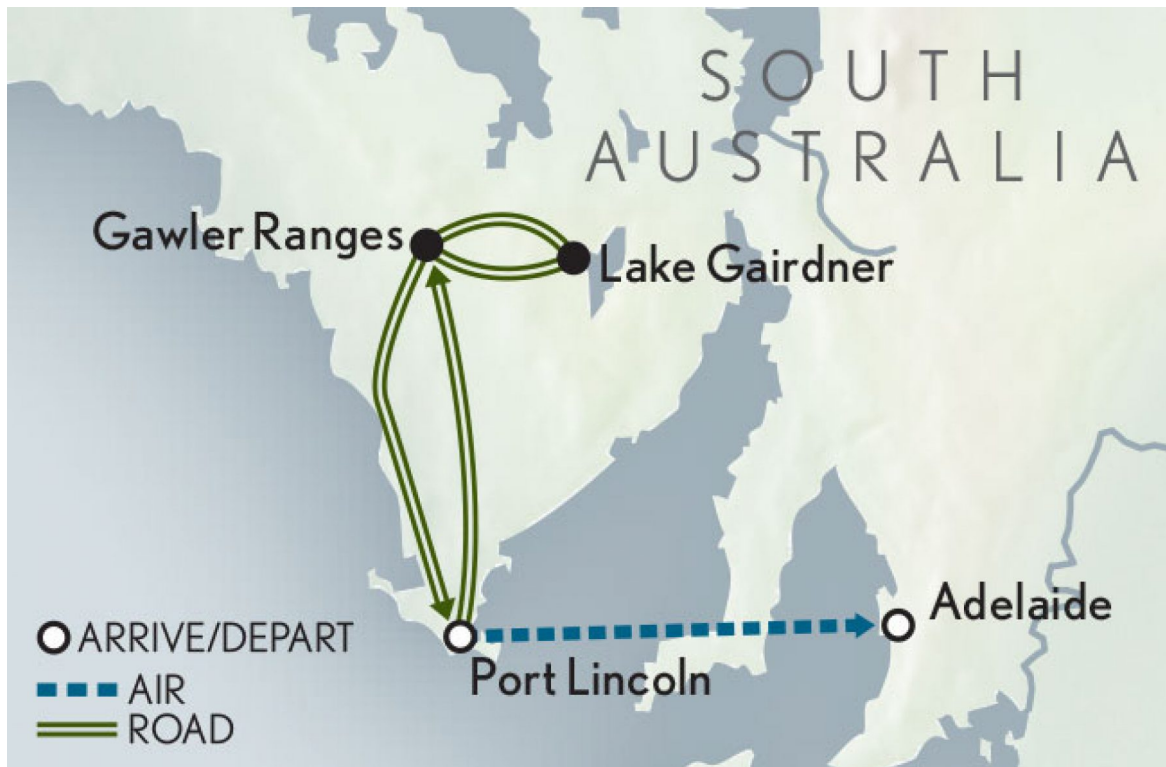 SOUTH
AUSTRALIA
Gawler Ranges
Lake Gairdner
Adelaide
Port Lincoln
ARRIVE/DEPART
AIR
ROAD